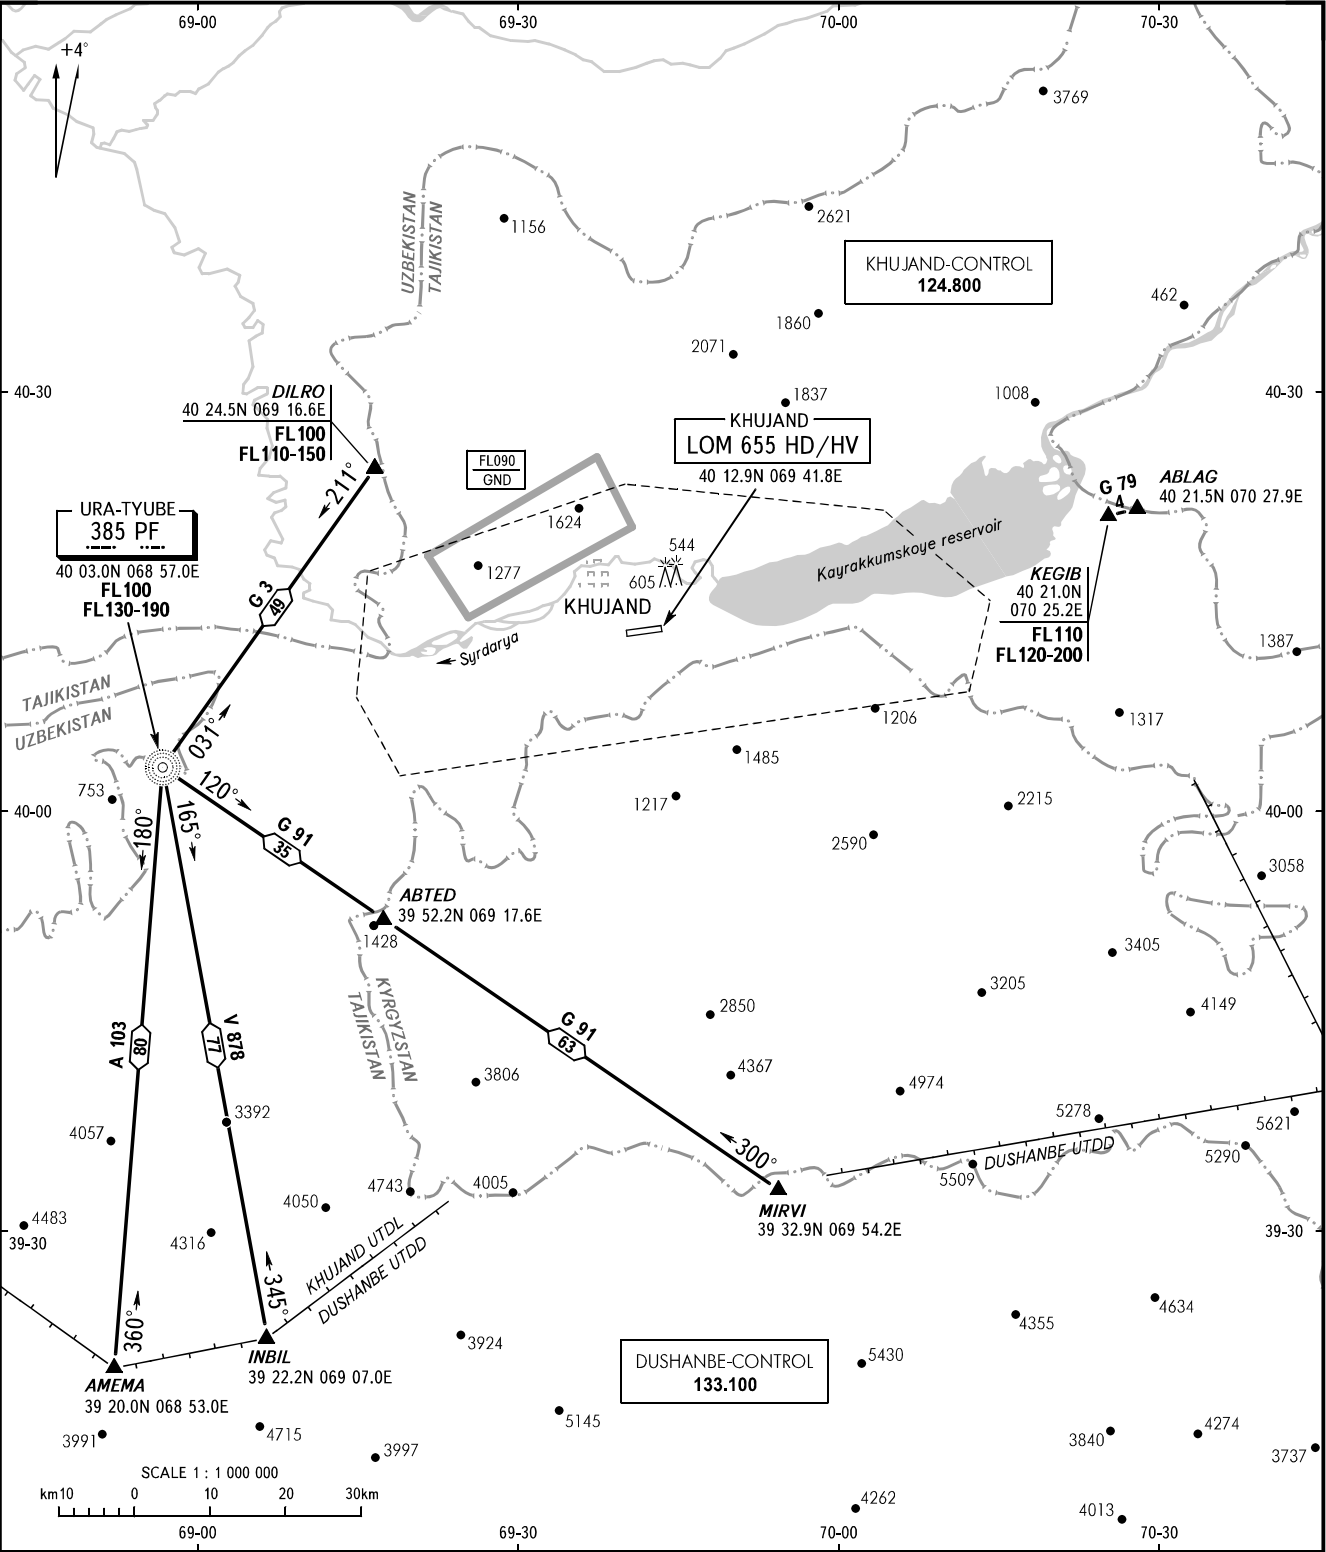 69-00
69-30
70-00
70-30
+4°
3769
UZBEKISTAN
TAJIKISTAN
1156
2621
KHUJAND-CONTROL
124.800
462
1860
2071
40-30
DILRO
40 24.5N 069 16.6E
FL100
FL110-150
1837
1008
40-30
KHUJAND
LOM 655 HD/HV
40 12.9N 069 41.8E
FL090
GND
211°
G 79
4
ABLAG
40 21.5N 070 27.9E
URA-TYUBE
385 PF
40 03.0N 068 57.0E
FL100
FL130-190
1624
1277
544
605
KHUJAND
Kayrakkumskoye reservoir
KEGIB
40 21.0N
070 25.2E
FL110
FL120-200
G 3
49
Syrdarya
1387
TAJIKISTAN
UZBEKISTAN
031°
1206
1317
1485
120°
753
1217
2215
40-00
40-00
180°
165°
G 91
35
2590
3058
ABTED
39 52.2N 069 17.6E
1428
3405
KYRGYZSTAN
TAJIKISTAN
3205
2850
4149
A 103
80
V 878
77
G 91
63
4367
3806
4974
3392
4057
5278
5621
300°
DUSHANBE UTDD
5290
5509
4743
4005
4050
MIRVI
39 32.9N 069 54.2E
4483
39-30
4316
39-30
KHUJAND UTDL
DUSHANBE UTDD
345°
360°
4634
4355
3924
INBIL
39 22.2N 069 07.0E
DUSHANBE-CONTROL
133.100
5430
AMEMA
39 20.0N 068 53.0E
5145
3991
4715
3997
3840
4274
3737
SCALE 1 : 1 000 000
km10
0
10
20
30km
4262
4013
69-00
69-30
70-00
70-30